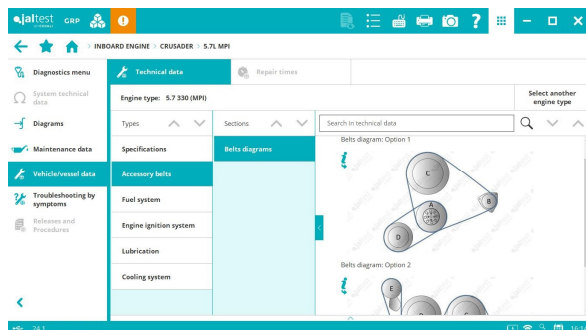 jaltest GRP
INBOARD ENGINE > CRUSADER > 5.7L MPI
Diagnostics menu
System technical data
Diagrams
Maintenance data
Vehicle/vessel data
Troubleshooting by symptoms
Releases and Procedures
Technical data
Repair times
Engine type: 5.7 330 (MPI)
Select another engine type
Types
Specifications
Accessory belts
Fuel system
Engine ignition system
Lubrication
Cooling system
Sections
Belts diagrams
Search in technical data
Belts diagram: Option 1
C
A
B
D
Belts diagram: Option 2
E
D
C
24.1